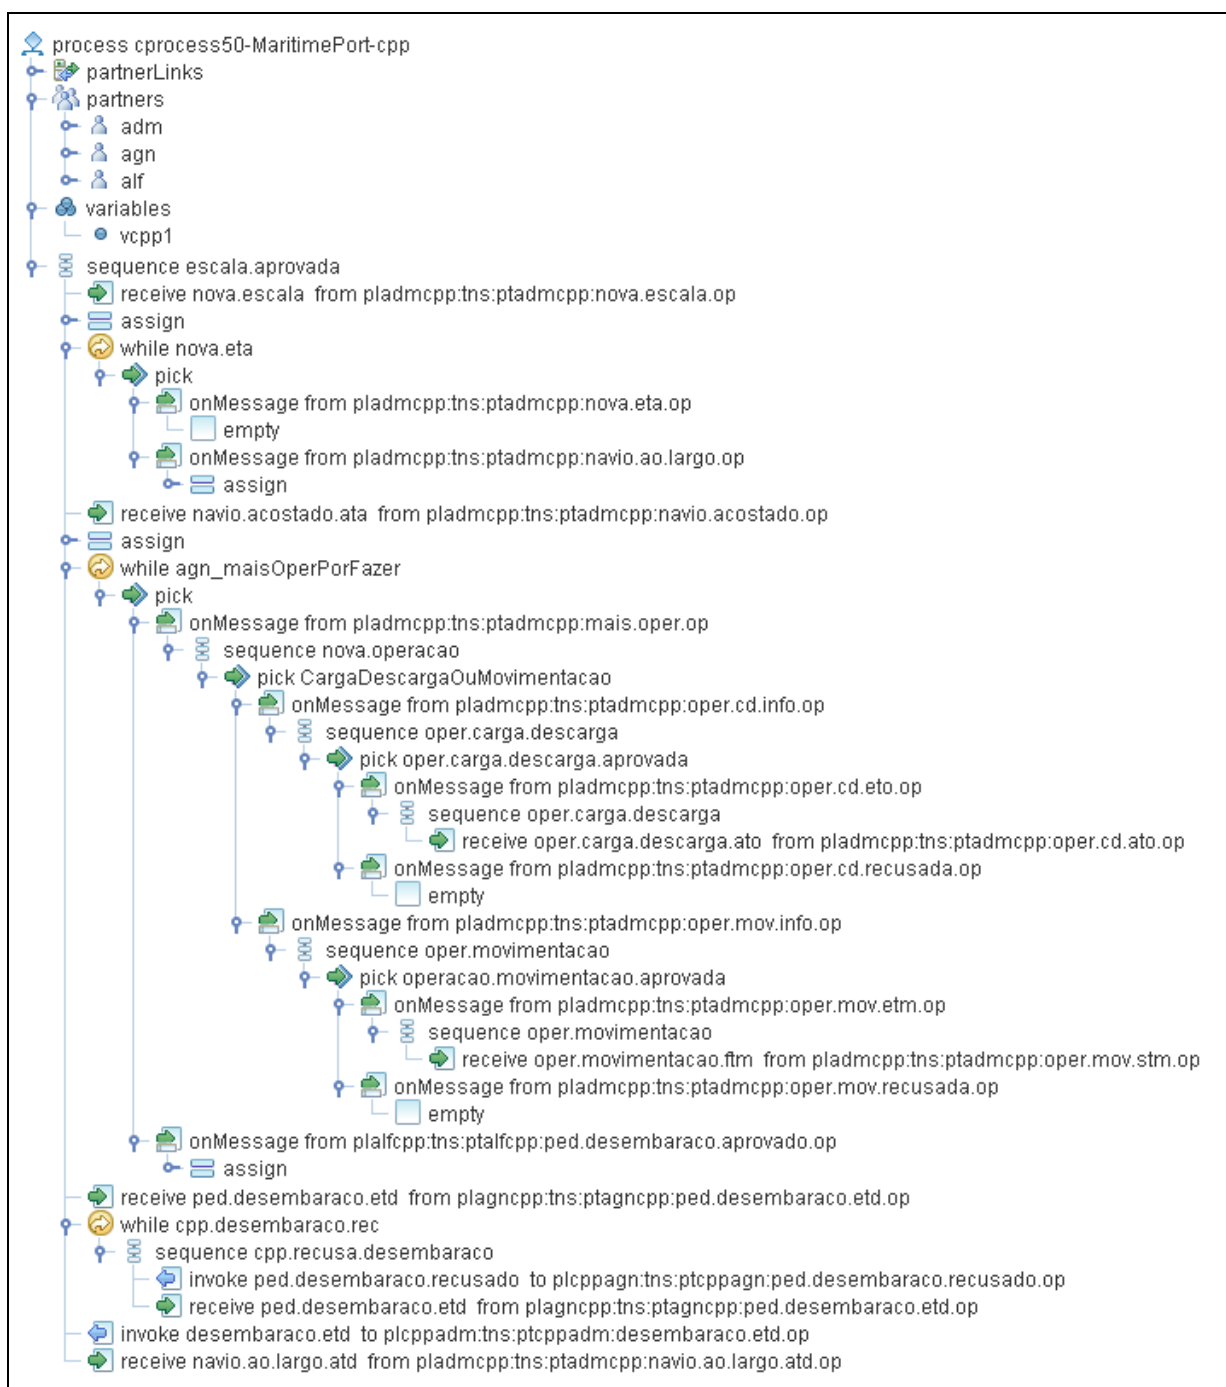 process cprocess50-MaritimePort-cpp
partnerLinks
partners
adm
agn
alf
variables
vcpp1
sequence escala.aprovada
receive nova.escala from pladmcpp:tns:ptadmcpp:nova.escala.op
assign
while nova.eta
pick
onMessage from pladmcpp:tns:ptadmcpp:nova.eta.op
empty
onMessage from pladmcpp:tns:ptadmcpp:navio.ao.largo.op
assign
receive navio.acostado.ata from pladmcpp:tns:ptadmcpp:navio.acostado.op
assign
while agn_maisOperPorFazer
pick
onMessage from pladmcpp:tns:ptadmcpp:mais.oper.op
sequence nova.operacao
pick CargaDescargaOuMovimentacao
onMessage from pladmcpp:tns:ptadmcpp:oper.cd.info.op
sequence oper.carga.descarga
pick oper.carga.descarga.aprovada
onMessage from pladmcpp:tns:ptadmcpp:oper.cd.eto.op
sequence oper.carga.descarga
receive oper.carga.descarga.ato from pladmcpp:tns:ptadmcpp:oper.cd.ato.op
onMessage from pladmcpp:tns:ptadmcpp:oper.cd.recusada.op
empty
onMessage from pladmcpp:tns:ptadmcpp:oper.mov.info.op
sequence oper.movimentacao
pick operacao.movimentacao.aprovada
onMessage from pladmcpp:tns:ptadmcpp:oper.mov.etm.op
sequence oper.movimentacao
receive oper.movimentacao.ftm from pladmcpp:tns:ptadmcpp:oper.mov.stm.op
onMessage from pladmcpp:tns:ptadmcpp:oper.mov.recusada.op
empty
onMessage from plalfcpp:tns:ptalfcpp:ped.desembaraco.aprovado.op
assign
receive ped.desembaraco.etd from plagncpp:tns:ptagncpp:ped.desembaraco.etd.op
while cpp.desembaraco.rec
sequence cpp.recusa.desembaraco
invoke ped.desembaraco.recusado to plcppagn:tns:ptcppagn:ped.desembaraco.recusado.op
receive ped.desembaraco.etd from plagncpp:tns:ptagncpp:ped.desembaraco.etd.op
invoke desembaraco.etd to plcppadm:tns:ptcppadm:desembaraco.etd.op
receive navio.ao.largo.atd from pladmcpp:tns:ptadmcpp:navio.ao.largo.atd.op